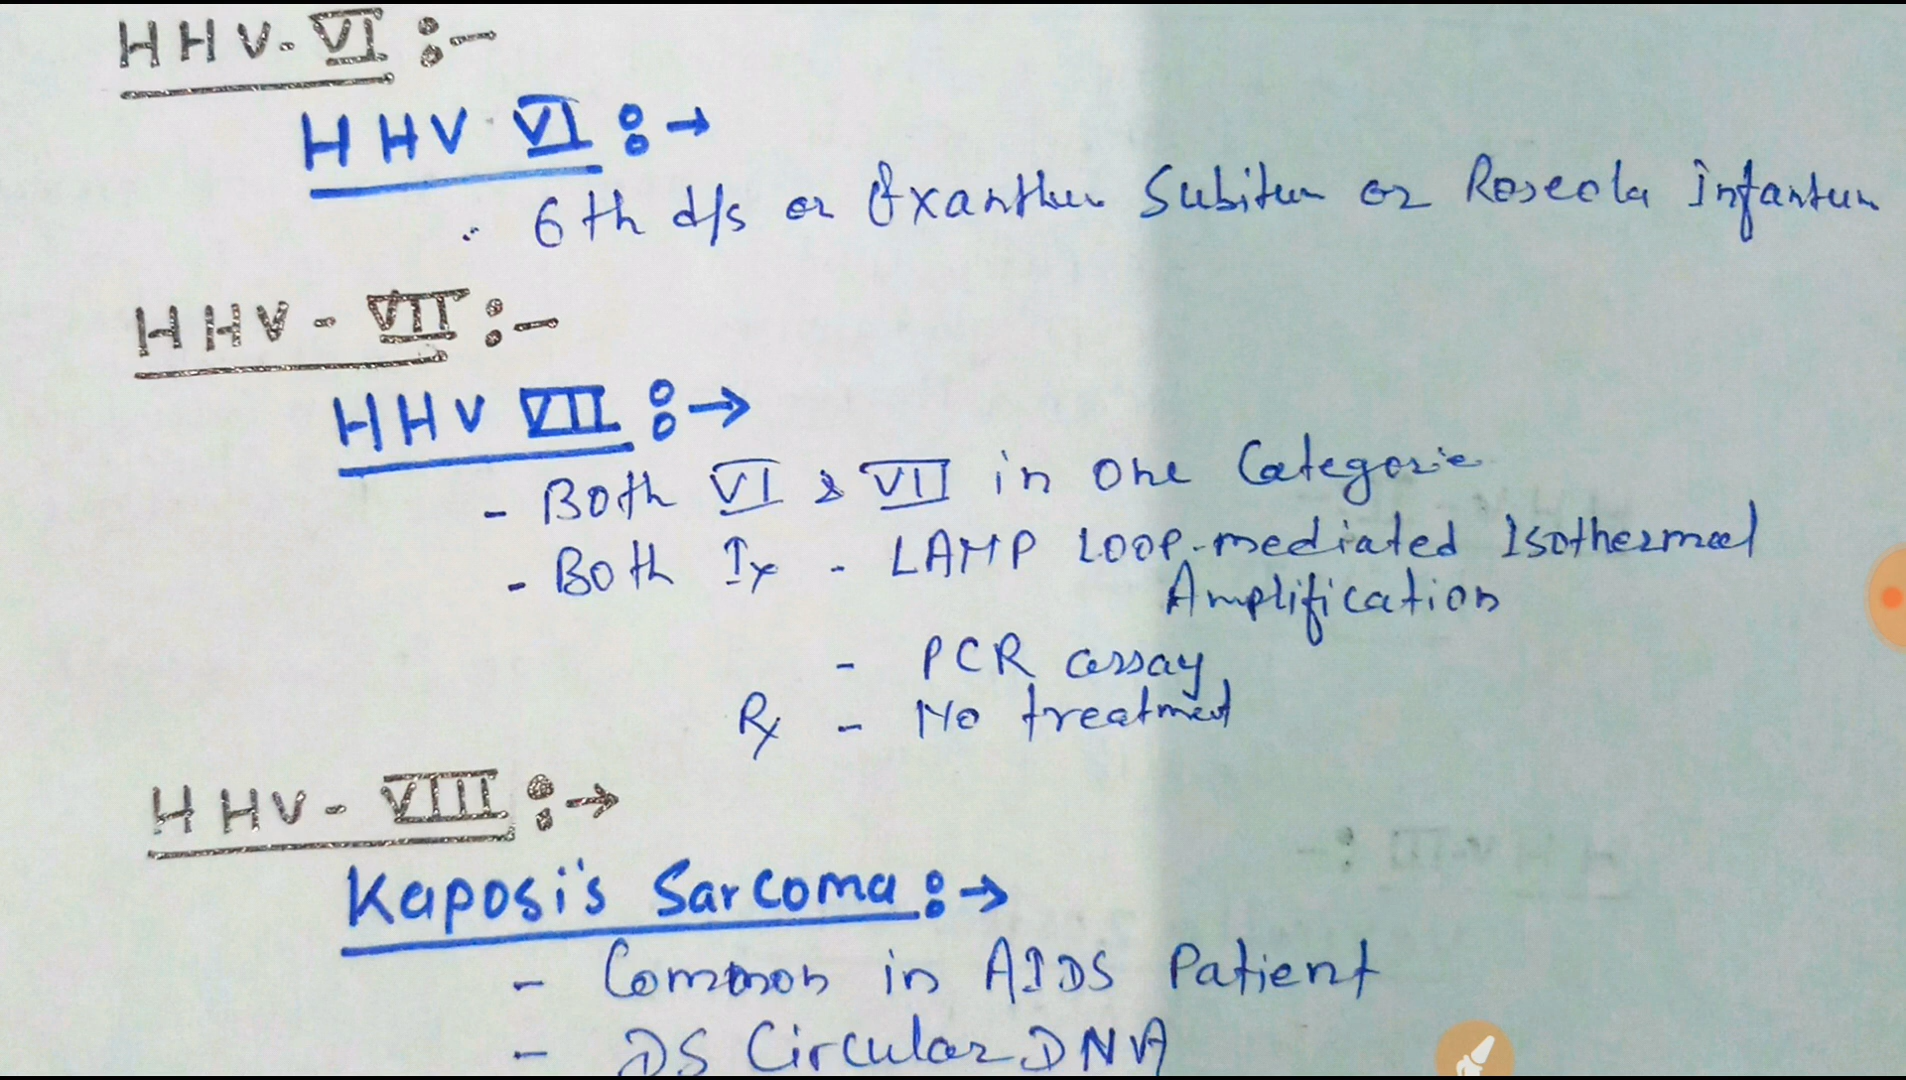 HHV-VI :-
HHV VI :→
6th d/s or Exanthum Subitum or Roseola Infantum
HHV - VII :-
HHV VII :→
- Both VI & VII in one Categorie
- Both Ix - LAMP LOOP-mediated Isothermal
Amplification
- PCR assay
Rx - No treatment
HHV - VIII :→
Kaposi's Sarcoma :→
- Common in AIDS Patient
- DS Circular DNA